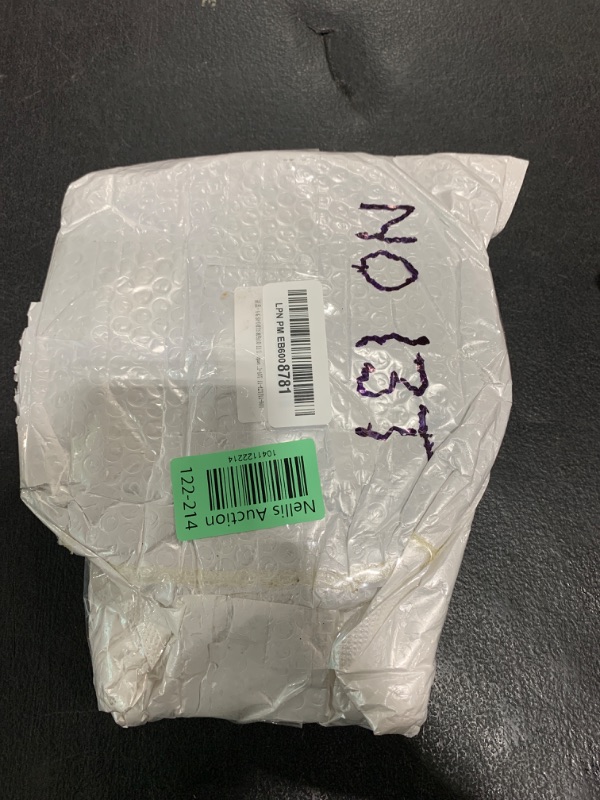 NO 137
LPN PM EB6008781
Nellis Auction
1041122214
122-214